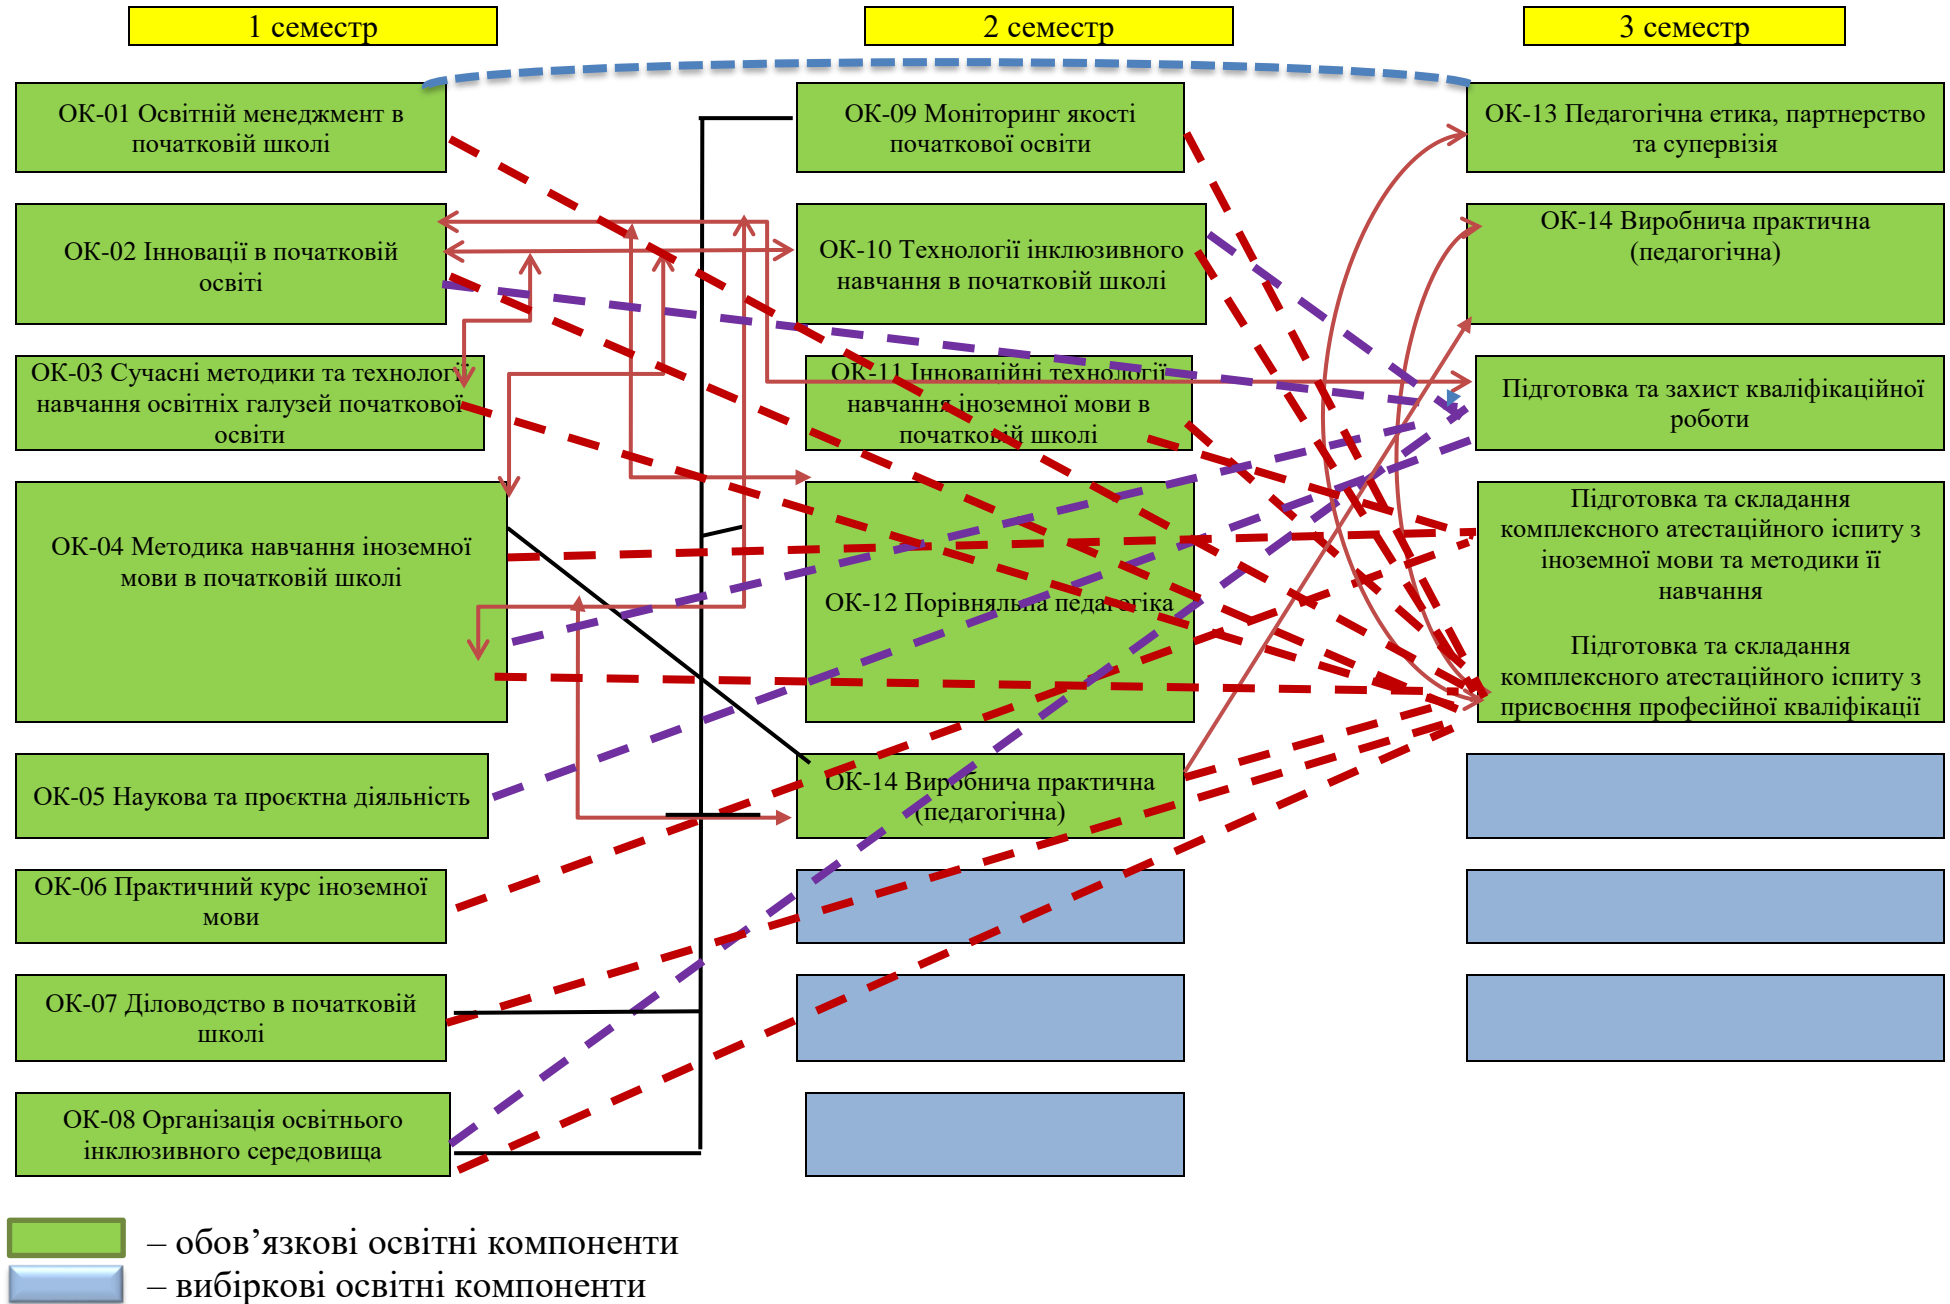 1 семестр
2 семестр
3 семестр
ОК-01 Освітній менеджмент в
початковій школі
ОК-02 Інновації в початковій
освіті
ОК-03 Сучасні методики та технології
навчання освітніх галузей початкової
освіти
ОК-04 Методика навчання іноземної
мови в початковій школі
ОК-05 Наукова та проєктна діяльність
ОК-06 Практичний курс іноземної
мови
ОК-07 Діловодство в початковій
школі
ОК-08 Організація освітнього
інклюзивного середовища
ОК-09 Моніторинг якості
початкової освіти
ОК-10 Технології інклюзивного
навчання в початковій школі
ОК-11 Інноваційні технології
навчання іноземної мови в
початковій школі
ОК-12 Порівняльна педагогіка
ОК-14 Виробнича практична
(педагогічна)
ОК-13 Педагогічна етика, партнерство
та супервізія
ОК-14 Виробнича практична
(педагогічна)
Підготовка та захист кваліфікаційної
роботи
Підготовка та складання
комплексного атестаційного іспиту з
іноземної мови та методики її
навчання
Підготовка та складання
комплексного атестаційного іспиту з
присвоєння професійної кваліфікації
– обов’язкові освітні компоненти
– вибіркові освітні компоненти